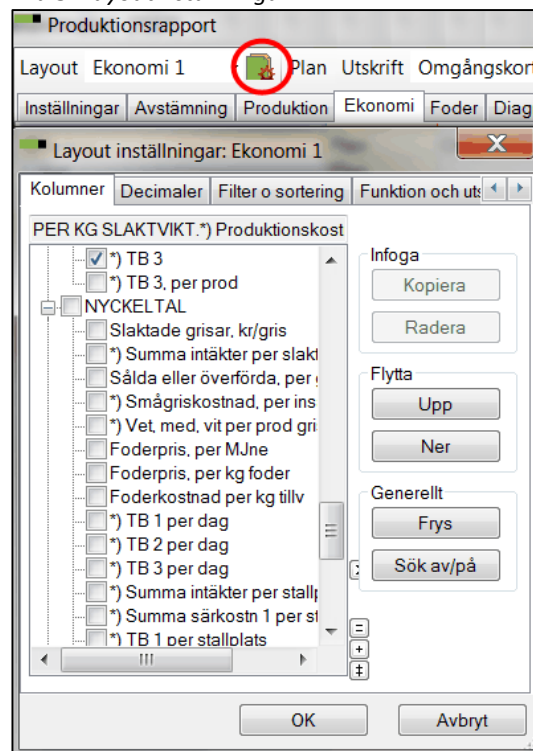 Produktionsrapport
Layout Ekonomi 1 Plan Utskrift Omgångskort
Inställningar Avstämning Produktion Ekonomi Foder Diag
Layout inställningar: Ekonomi 1 X
Kolumner Decimaler Filter o sortering Funktion och uts
PER KG SLAKTVIKT.*) Produktionskost
*) TB 3
*) TB 3, per prod
NYCKELTAL
Slaktade grisar, kr/gris
*) Summa intäkter per slakt
Sålda eller överförda, per
*) Smågriskostnad, per ins
*) Vet, med, vit per prod gri
Foderpris, per MJne
Foderpris, per kg foder
Foderkostnad per kg tillv
*) TB 1 per dag
*) TB 2 per dag
*) TB 3 per dag
*) Summa intäkter per stallp
*) Summa särkostn 1 per st
*) TB 1 per stallplats
Infoga
Kopiera
Radera
Flytta
Upp
Ner
Generellt
Frys
Sök av/på
=
+
‡
OK Avbryt